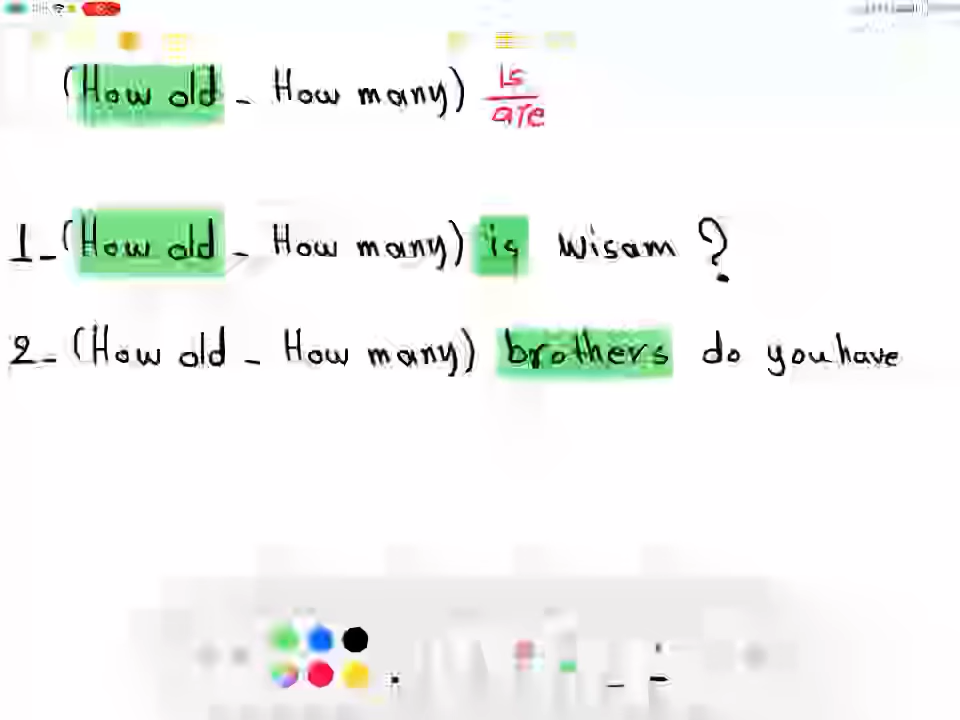 (How old - How many) is
are
1-(How old - How many) is Wisam ?
2-(How old - How many) brothers do you have